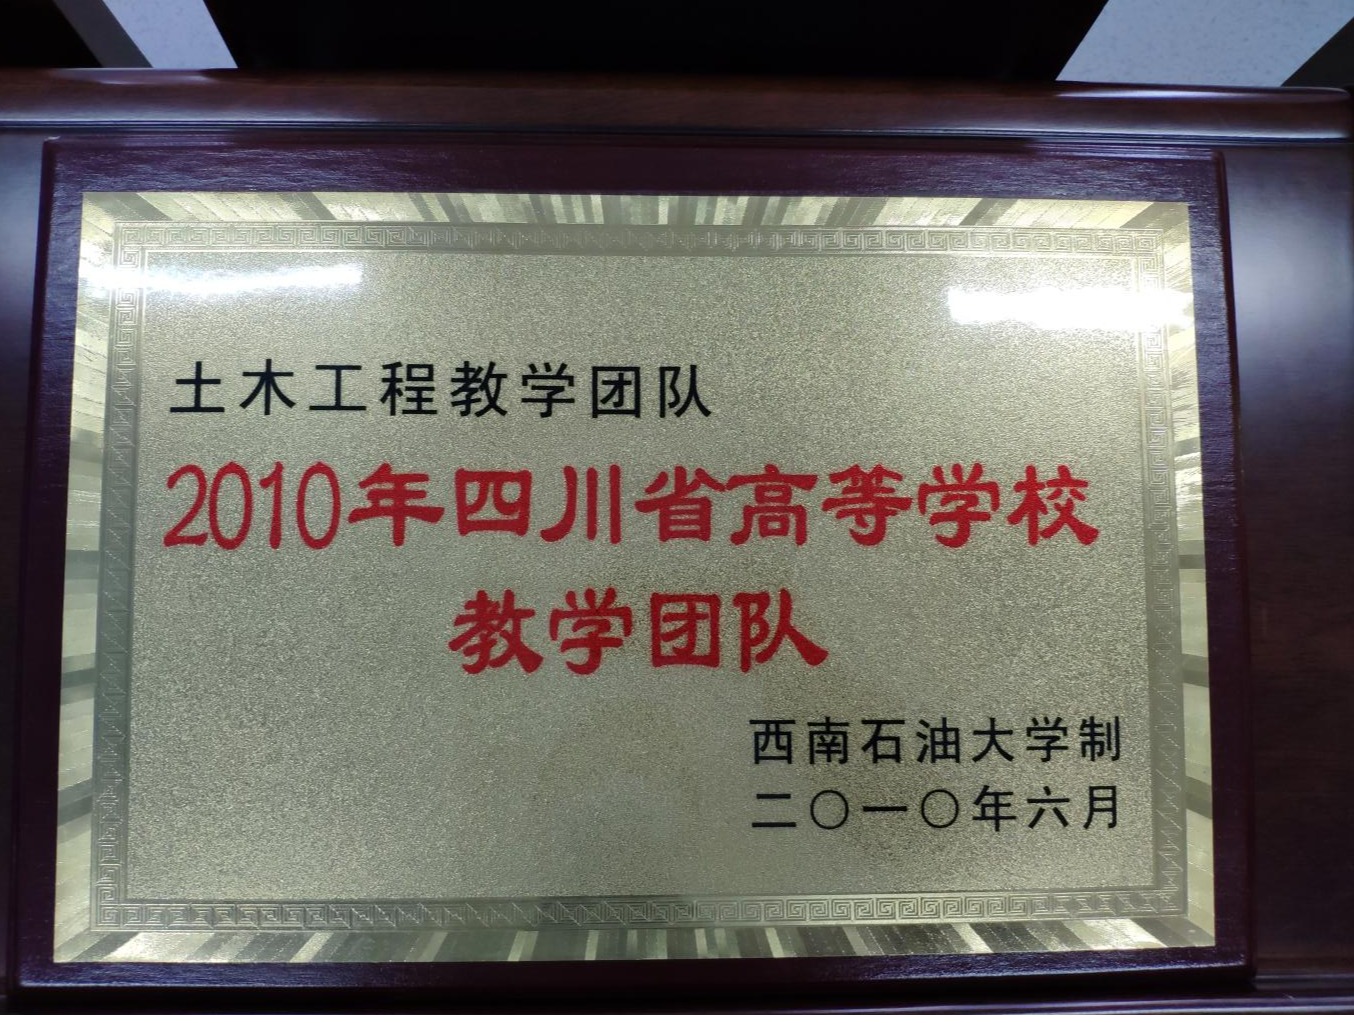 土木工程教学团队
2010年四川省高等学校
教学团队
西南石油大学制
二〇一〇年六月